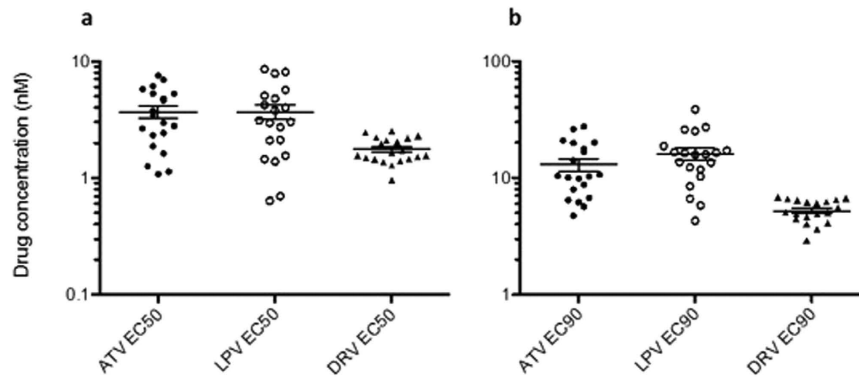 a
b
Drug concentration (nM)
10
1
0.1
ATV EC50
LPV EC50
DRV EC50
100
10
1
ATV EC90
LPV EC90
DRV EC90